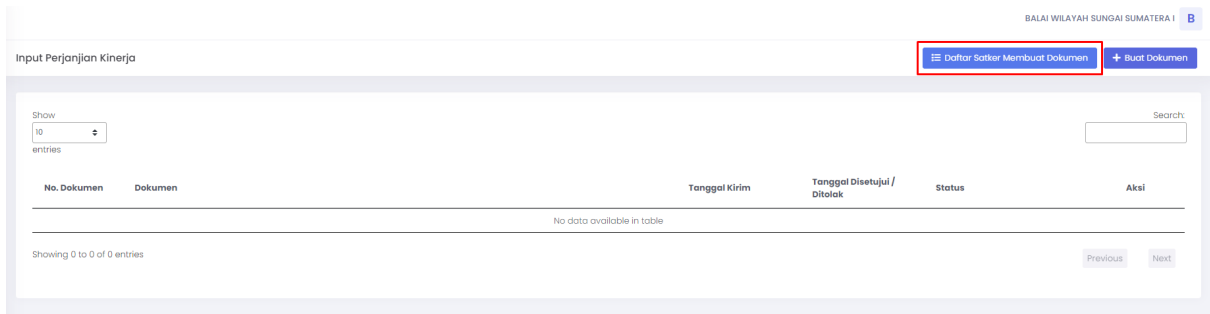 BALAI WILAYAH SUNGAI SUMATERA I B
Input Perjanjian Kinerja
Daftar Satker Membuat Dokumen
+ Buat Dokumen
Show
10
entries
Search:
No. Dokumen Dokumen Tanggal Kirim Tanggal Disetujui / Ditolak Status Aksi
No data available in table
Showing 0 to 0 of 0 entries
Previous Next